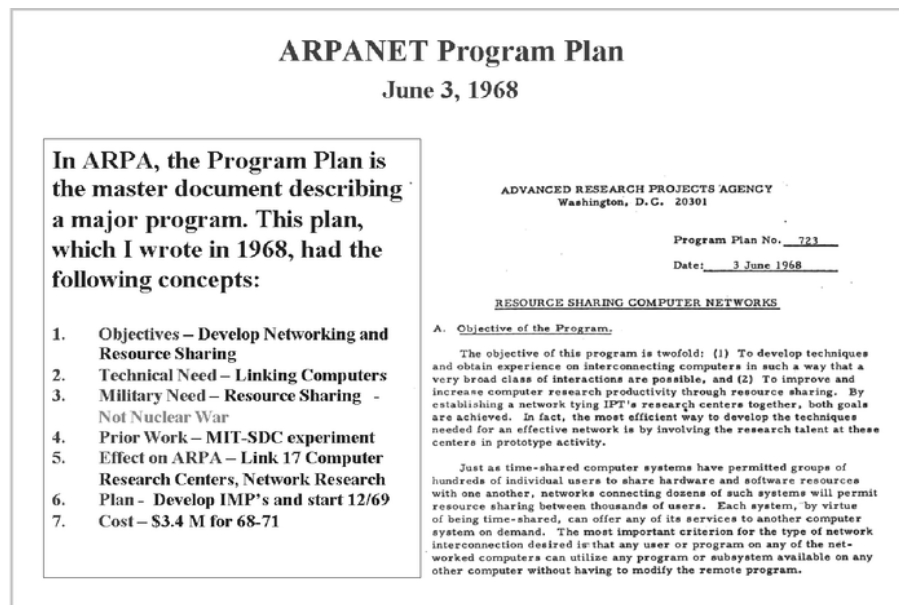 ARPANET Program Plan
June 3, 1968
In ARPA, the Program Plan is
the master document describing
a major program. This plan,
which I wrote in 1968, had the
following concepts:
1. Objectives – Develop Networking and
Resource Sharing
2. Technical Need – Linking Computers
3. Military Need – Resource Sharing -
Not Nuclear War
4. Prior Work – MIT-SDC experiment
5. Effect on ARPA – Link 17 Computer
Research Centers, Network Research
6. Plan - Develop IMP's and start 12/69
7. Cost – $3.4 M for 68-71
ADVANCED RESEARCH PROJECTS AGENCY
Washington, D.C. 20301
Program Plan No. 723
Date: 3 June 1968
RESOURCE SHARING COMPUTER NETWORKS
A. Objective of the Program.
The objective of this program is twofold: (1) To develop techniques
and obtain experience on interconnecting computers in such a way that a
very broad class of interactions are possible, and (2) To improve and
increase computer research productivity through resource sharing. By
establishing a network tying IPT's research centers together, both goals
are achieved. In fact, the most efficient way to develop the techniques
needed for an effective network is by involving the research talent at these
centers in prototype activity.
Just as time-shared computer systems have permitted groups of
hundreds of individual users to share hardware and software resources
with one another, networks connecting dozens of such systems will permit
resource sharing between thousands of users. Each system, by virtue
of being time-shared, can offer any of its services to another computer
system on demand. The most important criterion for the type of network
interconnection desired is that any user or program on any of the net-
worked computers can utilize any program or subsystem available on any
other computer without having to modify the remote program.